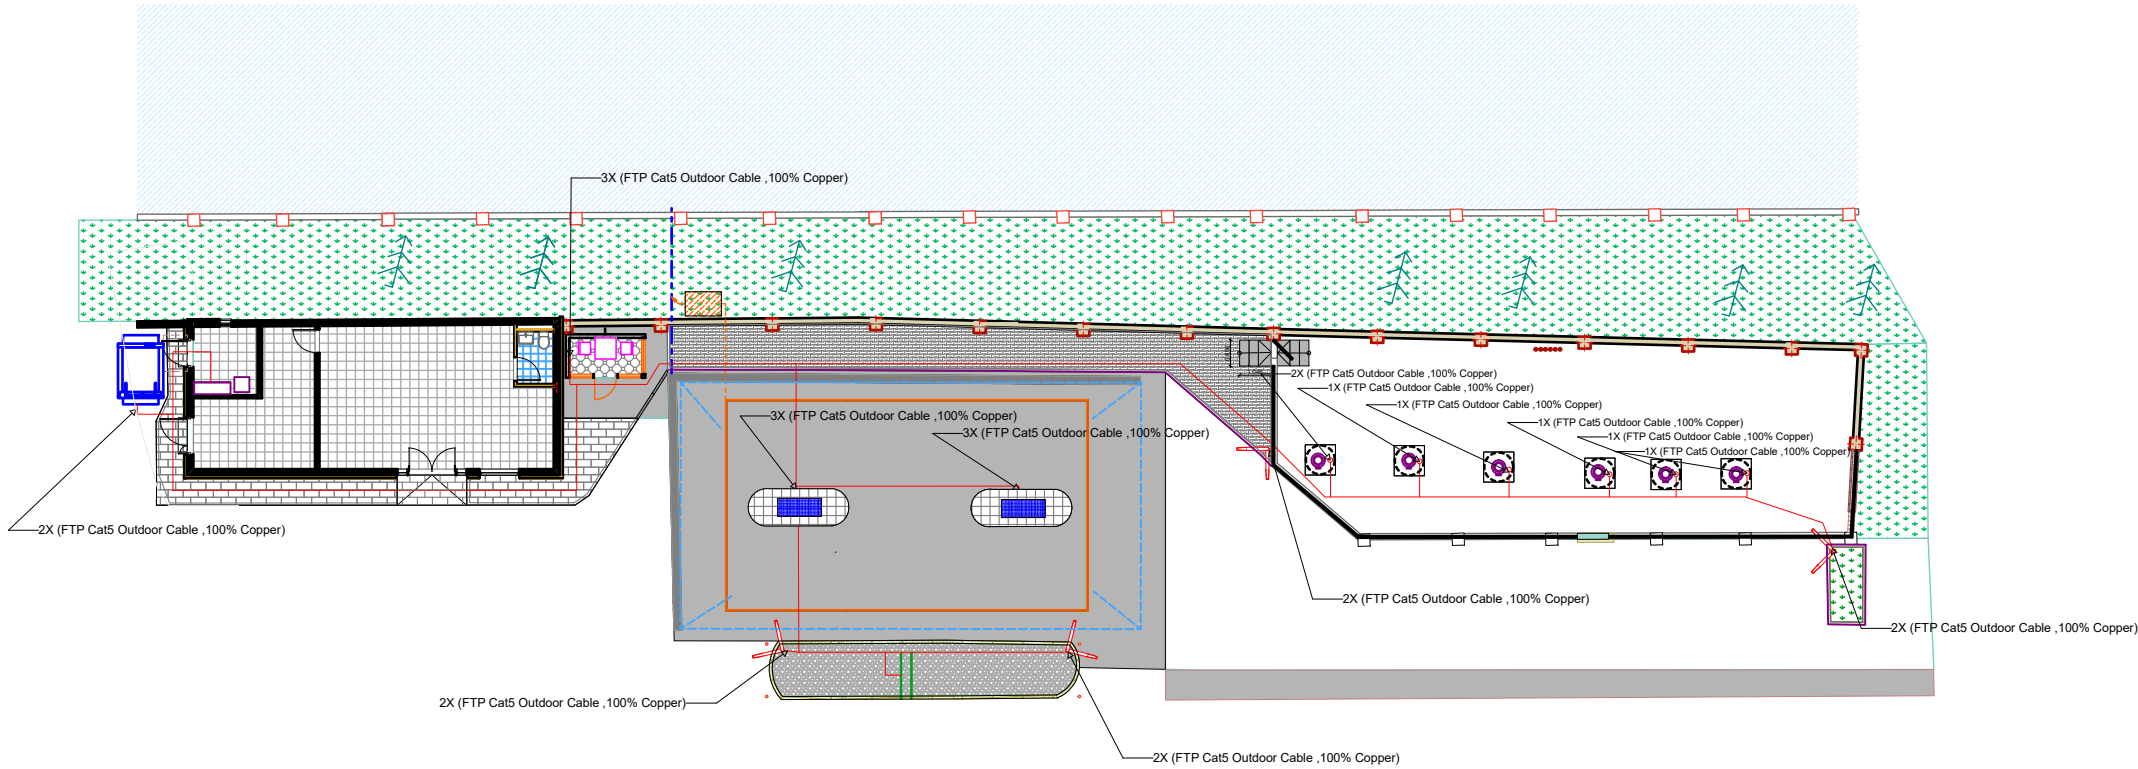 3X (FTP Cat5 Outdoor Cable ,100% Copper)
2X (FTP Cat5 Outdoor Cable ,100% Copper)
1X (FTP Cat5 Outdoor Cable ,100% Copper)
1X (FTP Cat5 Outdoor Cable ,100% Copper)
3X (FTP Cat5 Outdoor Cable ,100% Copper)
1X (FTP Cat5 Outdoor Cable ,100% Copper)
3X (FTP Cat5 Outdoor Cable ,100% Copper)
1X (FTP Cat5 Outdoor Cable ,100% Copper)
1X (FTP Cat5 Outdoor Cable ,100% Copper)
2X (FTP Cat5 Outdoor Cable ,100% Copper)
2X (FTP Cat5 Outdoor Cable ,100% Copper)
2X (FTP Cat5 Outdoor Cable ,100% Copper)
2X (FTP Cat5 Outdoor Cable ,100% Copper)
2X (FTP Cat5 Outdoor Cable ,100% Copper)